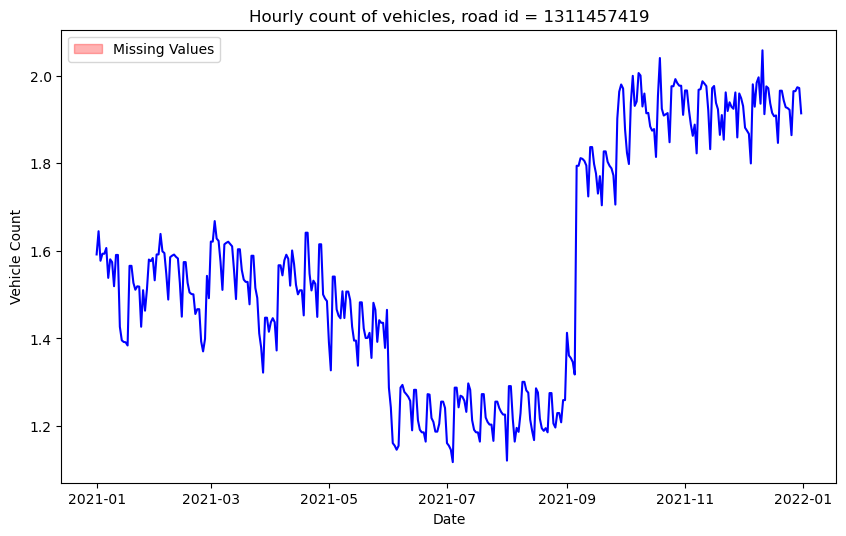 Hourly count of vehicles, road id = 1311457419
Missing Values
Vehicle Count
2.0
1.8
1.6
1.4
1.2
2021-01 2021-03 2021-05 2021-07 2021-09 2021-11 2022-01
Date